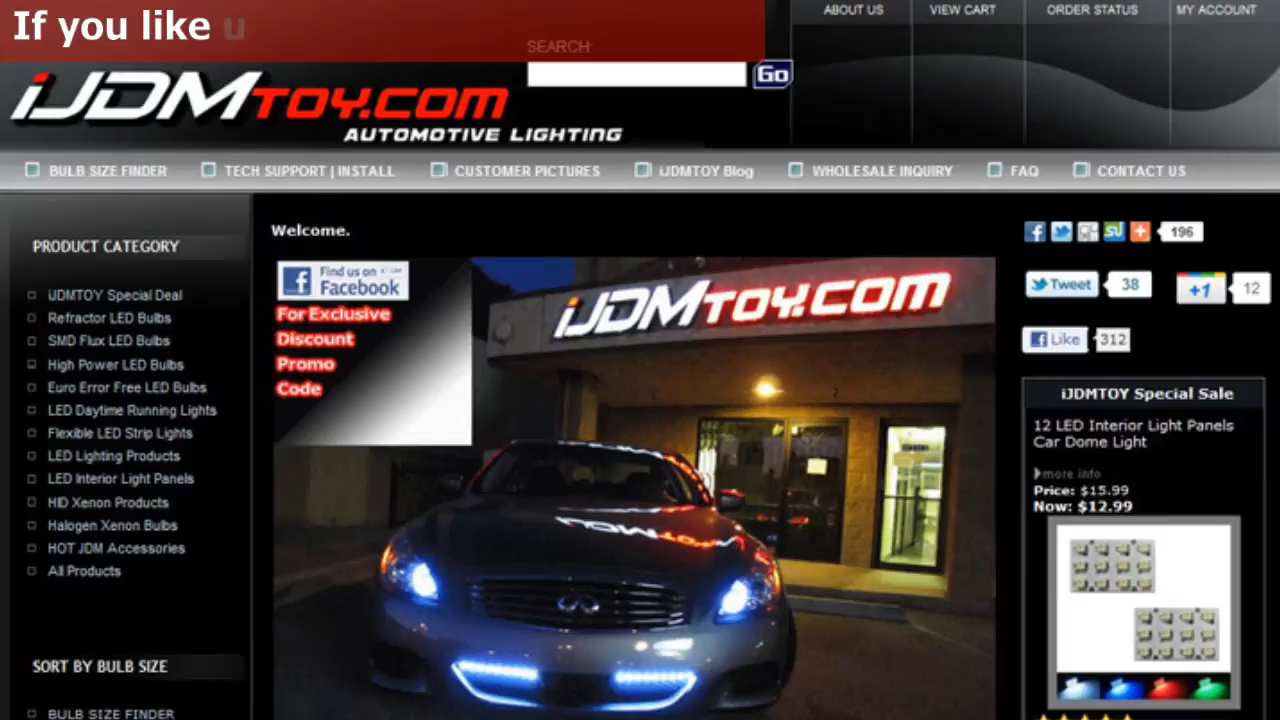 If you like u
ABOUT US
VIEW CART
ORDER STATUS
MY ACCOUNT
SEARCH:
Go
iJDMTOY.COM
AUTOMOTIVE LIGHTING
BULB SIZE FINDER
TECH SUPPORT | INSTALL
CUSTOMER PICTURES
iJDMTOY Blog
WHOLESALE INQUIRY
FAQ
CONTACT US
PRODUCT CATEGORY
iJDMTOY Special Deal
Refractor LED Bulbs
SMD Flux LED Bulbs
High Power LED Bulbs
Euro Error Free LED Bulbs
LED Daytime Running Lights
Flexible LED Strip Lights
LED Lighting Products
LED Interior Light Panels
HID Xenon Products
Halogen Xenon Bulbs
HOT JDM Accessories
All Products
SORT BY BULB SIZE
BULB SIZE FINDER
Welcome.
Find us on
Facebook
For Exclusive
Discount
Promo
Code
iJDMTOY.COM
196
Tweet
38
+1
12
Like
312
iJDMTOY Special Sale
12 LED Interior Light Panels
Car Dome Light
more info
Price: $15.99
Now: $12.99